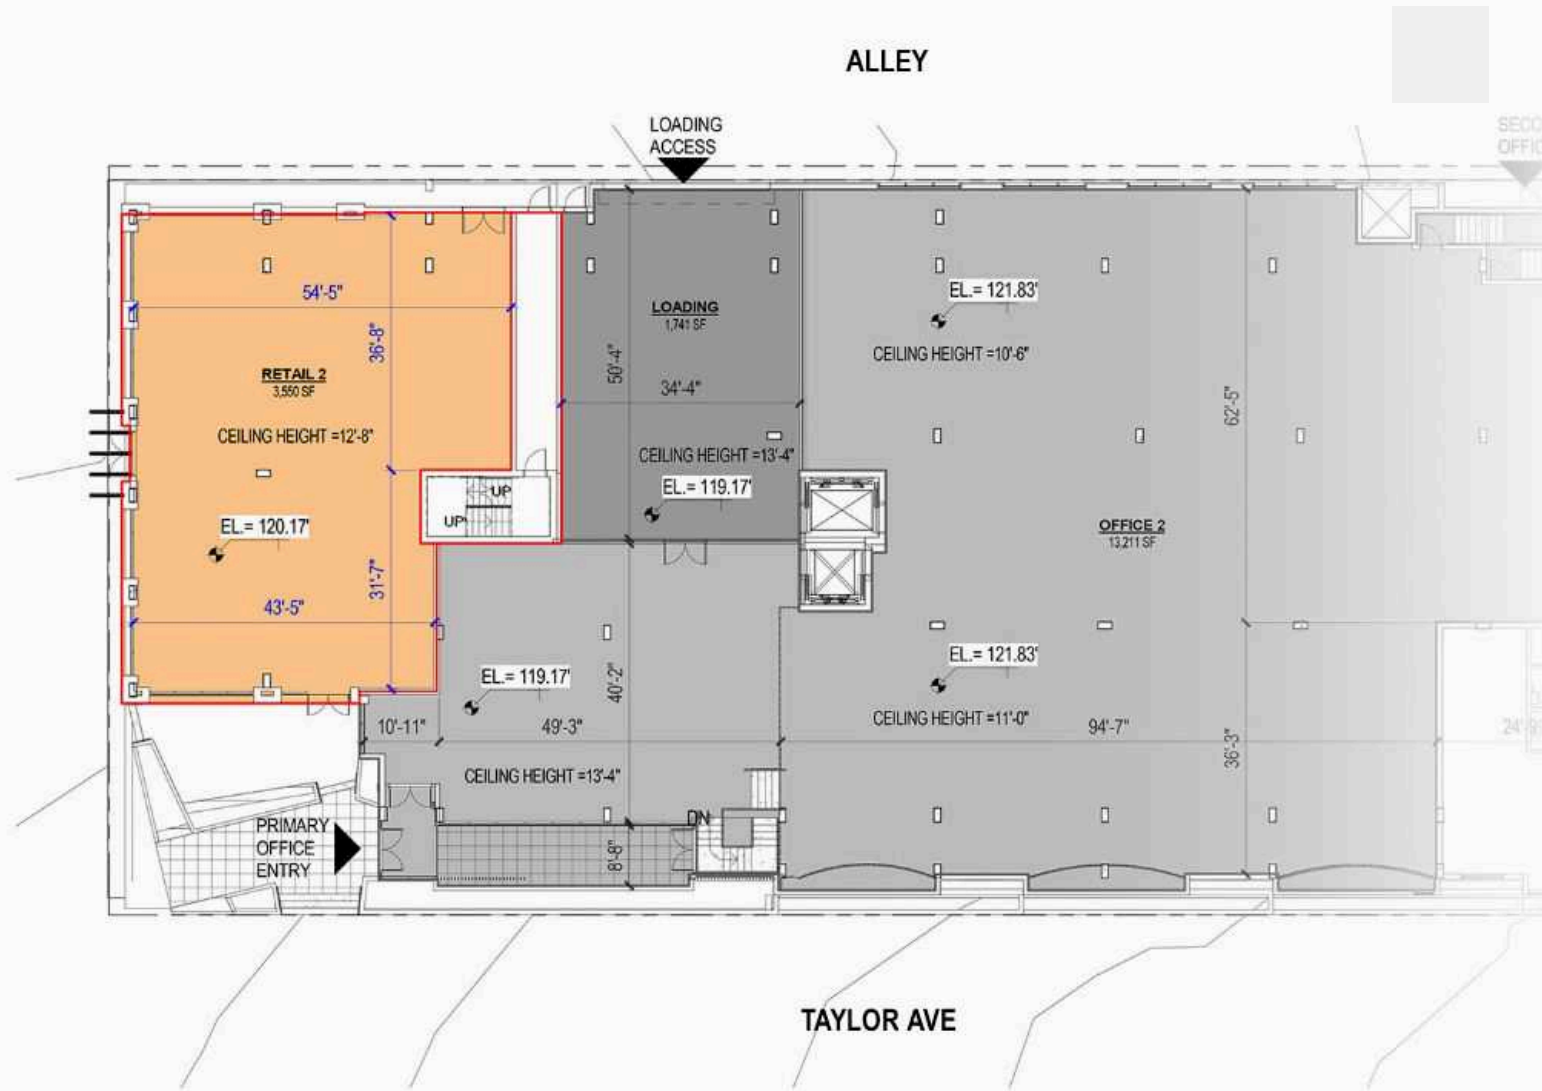 ALLEY
LOADING
ACCESS
SECO
OFFIC
54'-5"
36'-8"
RETAIL 2
3,550 SF
CEILING HEIGHT =12'-8"
EL.= 120.17'
43'-5"
31'-7"
UP
UP
LOADING
1,741 SF
50'-4"
34'-4"
CEILING HEIGHT =13'-4"
EL.= 119.17'
EL.= 121.83'
CEILING HEIGHT =10'-6"
62'-5"
OFFICE 2
13,211 SF
EL.= 119.17'
40'-2"
10'-11"
49'-3"
CEILING HEIGHT =13'-4"
EL.= 121.83'
CEILING HEIGHT =11'-0"
94'-7"
36'-3"
DN
8'-8"
PRIMARY
OFFICE
ENTRY
TAYLOR AVE